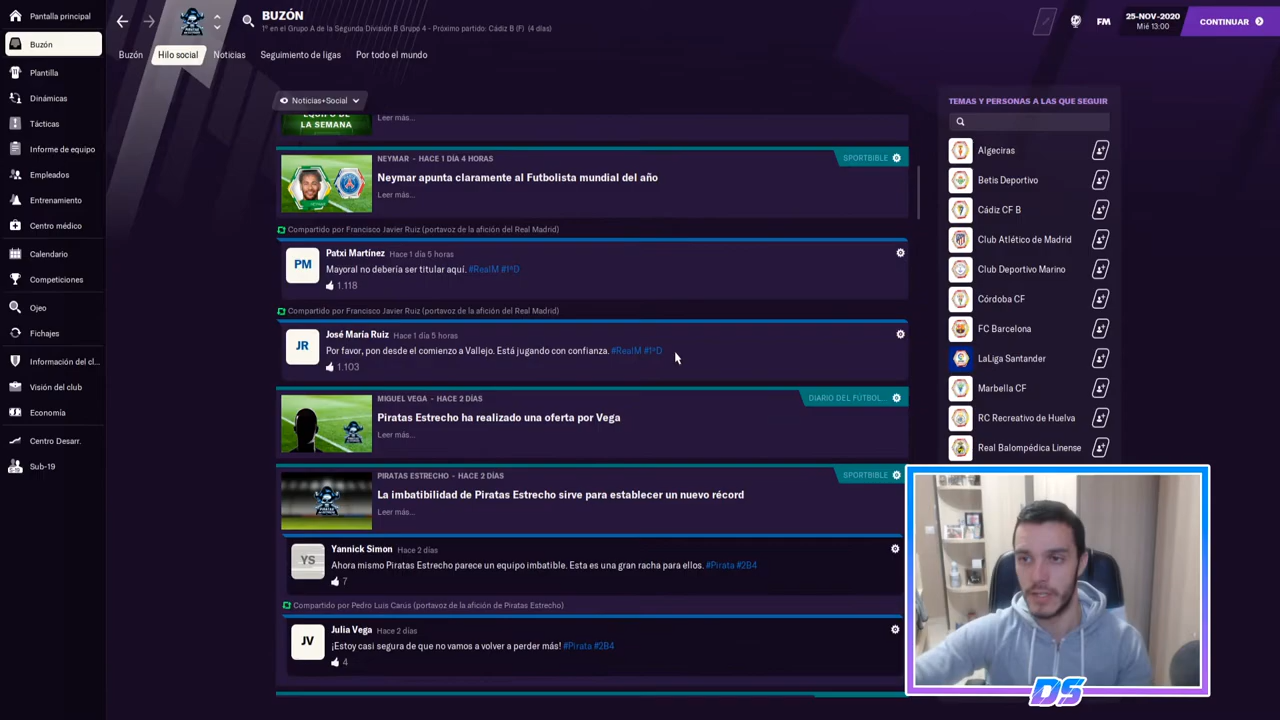 Pantalla principal
Buzón
Plantilla
Dinámicas
Tácticas
Informe de equipo
Empleados
Entrenamiento
Centro médico
Calendario
Competiciones
Ojeo
Fichajes
Información del cl...
Visión del club
Economía
Centro Desarr.
Sub-19
BUZÓN
1º en el Grupo A de la Segunda División B Grupo 4 - Próximo partido: Cádiz B (F) (4 días)
FM
25-NOV-2020
Mié 13:00
CONTINUAR
Buzón
Hilo social
Noticias
Seguimiento de ligas
Por todo el mundo
Noticias+Social
EQUIPO DE
LA SEMANA
Leer más...
NEYMAR - HACE 1 DÍA 4 HORAS
SPORTBIBLE
Neymar apunta claramente al Futbolista mundial del año
Leer más...
Compartido por Francisco Javier Ruiz (portavoz de la afición del Real Madrid)
PM
Patxi Martínez Hace 1 día 5 horas
Mayoral no debería ser titular aquí. #RealM #1ªD
1.118
Compartido por Francisco Javier Ruiz (portavoz de la afición del Real Madrid)
JR
José María Ruiz Hace 1 día 5 horas
Por favor, pon desde el comienzo a Vallejo. Está jugando con confianza. #RealM #1ªD
1.103
MIGUEL VEGA - HACE 2 DÍAS
DIARIO DEL FUTBOL...
Piratas Estrecho ha realizado una oferta por Vega
Leer más...
PIRATAS ESTRECHO - HACE 2 DÍAS
SPORTBIBLE
La imbatibilidad de Piratas Estrecho sirve para establecer un nuevo récord
Leer más...
YS
Yannick Simon Hace 2 días
Ahora mismo Piratas Estrecho parece un equipo imbatible. Esta es una gran racha para ellos. #Pirata #2B4
7
Compartido por Pedro Luis Carús (portavoz de la afición de Piratas Estrecho)
JV
Julia Vega Hace 2 días
¡Estoy casi segura de que no vamos a volver a perder más! #Pirata #2B4
4
TEMAS Y PERSONAS A LAS QUE SEGUIR
Algeciras
Betis Deportivo
Cádiz CF B
Club Atlético de Madrid
Club Deportivo Marino
Córdoba CF
FC Barcelona
LaLiga Santander
Marbella CF
RC Recreativo de Huelva
Real Balompédica Linense
DS